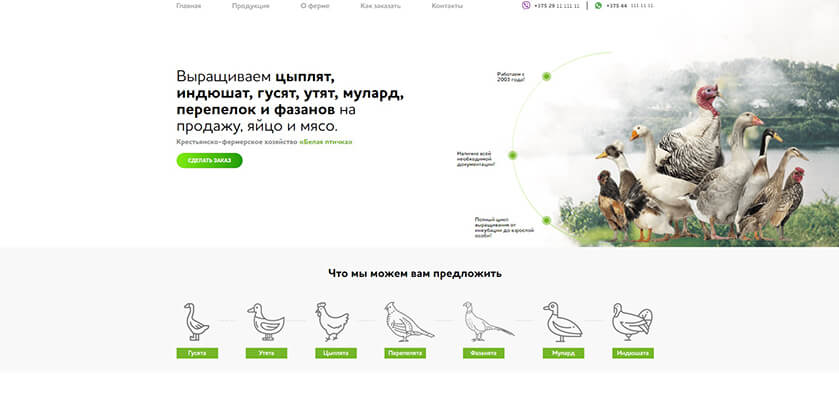 Главная Продукция О ферме Как заказать Контакты +375 29 11 111 11 +375 44 111 11 11
Выращиваем цыплят,
индюшат, гусят, утят, мулард,
перепелок и фазанов на
продажу, яйцо и мясо.
Крестьянско-фермерское хозяйство «Белая птичка»
СДЕЛАТЬ ЗАКАЗ
Работаем с
2003 года!
Наличие всей
необходимой
документации!
Полный цикл
выращивания от
инкубации до взрослой
особи!
Что мы можем вам предложить
Гусята Утята Цыплята Перепелята Фазанята Мулард Индюшата